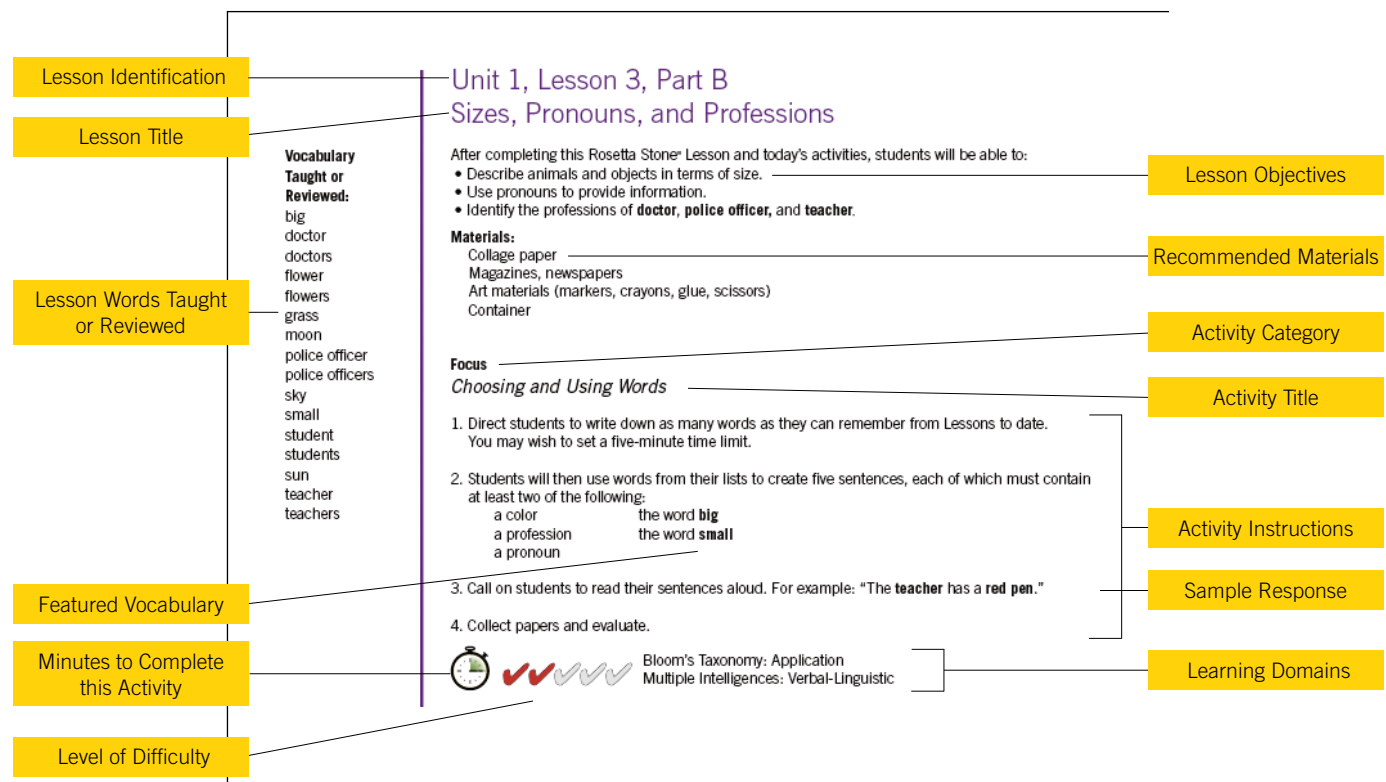 Lesson Identification
Lesson Title
Lesson Words Taught
or Reviewed
Featured Vocabulary
Minutes to Complete
this Activity
Level of Difficulty
Vocabulary
Taught or
Reviewed:
big
doctor
doctors
flower
flowers
grass
moon
police officer
police officers
sky
small
student
students
sun
teacher
teachers
Unit 1, Lesson 3, Part B
Sizes, Pronouns, and Professions
After completing this Rosetta Stone® Lesson and today's activities, students will be able to:
• Describe animals and objects in terms of size.
• Use pronouns to provide information.
• Identify the professions of doctor, police officer, and teacher.
Materials:
Collage paper
Magazines, newspapers
Art materials (markers, crayons, glue, scissors)
Container
Focus
Choosing and Using Words
1. Direct students to write down as many words as they can remember from Lessons to date.
You may wish to set a five-minute time limit.
2. Students will then use words from their lists to create five sentences, each of which must contain
at least two of the following:
a color the word big
a profession the word small
a pronoun
3. Call on students to read their sentences aloud. For example: “The teacher has a red pen.”
4. Collect papers and evaluate.
Bloom's Taxonomy: Application
Multiple Intelligences: Verbal-Linguistic
Lesson Objectives
Recommended Materials
Activity Category
Activity Title
Activity Instructions
Sample Response
Learning Domains